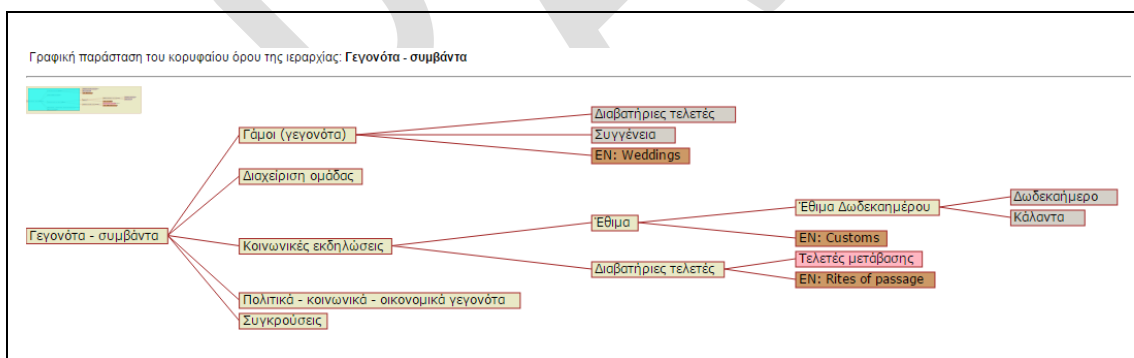 Γραφική παράσταση του κορυφαίου όρου της ιεραρχίας: Γεγονότα - συμβάντα
Διαβατήριες τελετές
Γάμοι (γεγονότα)
Συγγένεια
EN: Weddings
Διαχείριση ομάδας
Δωδεκαήμερο
Έθιμα Δωδεκαημέρου
Κάλαντα
Έθιμα
Γεγονότα - συμβάντα
EN: Customs
Κοινωνικές εκδηλώσεις
Τελετές μετάβασης
Διαβατήριες τελετές
EN: Rites of passage
Πολιτικά - κοινωνικά - οικονομικά γεγονότα
Συγκρούσεις